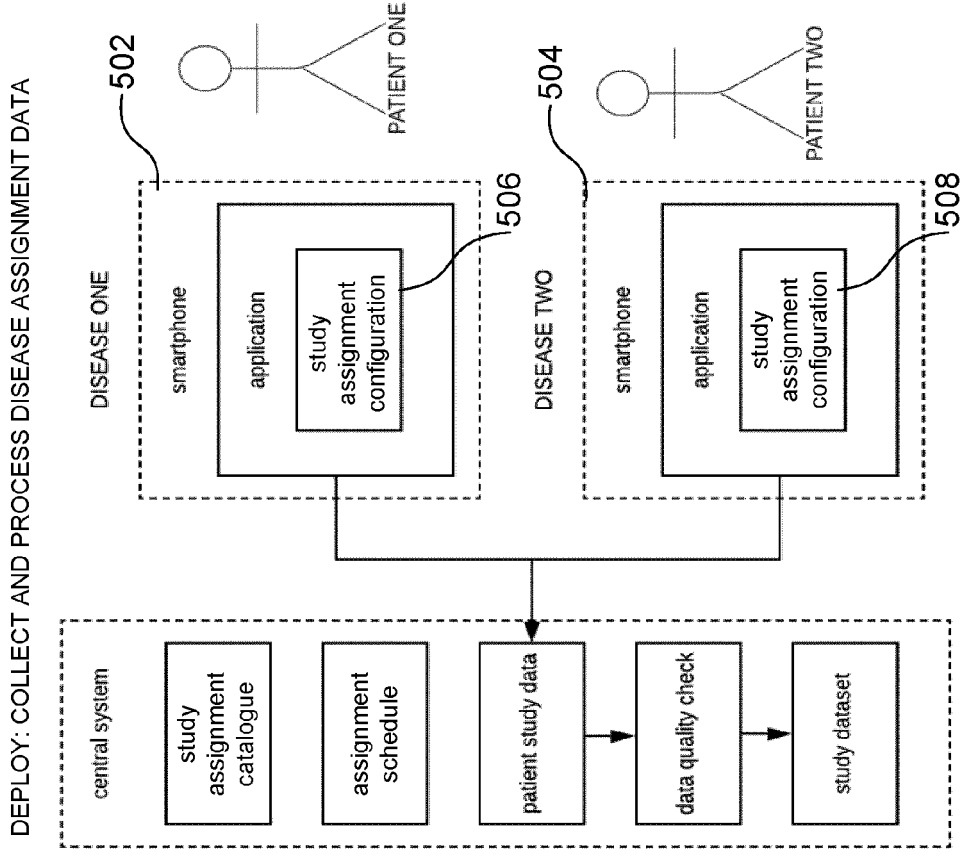 DEPLOY: COLLECT AND PROCESS DISEASE ASSIGNMENT DATA
central system
study
assignment
catalogue
assignment
schedule
patient study data
data quality check
study dataset
DISEASE ONE
smartphone
application
study
assignment
configuration
506
502
PATIENT ONE
DISEASE TWO
smartphone
application
study
assignment
configuration
508
504
PATIENT TWO